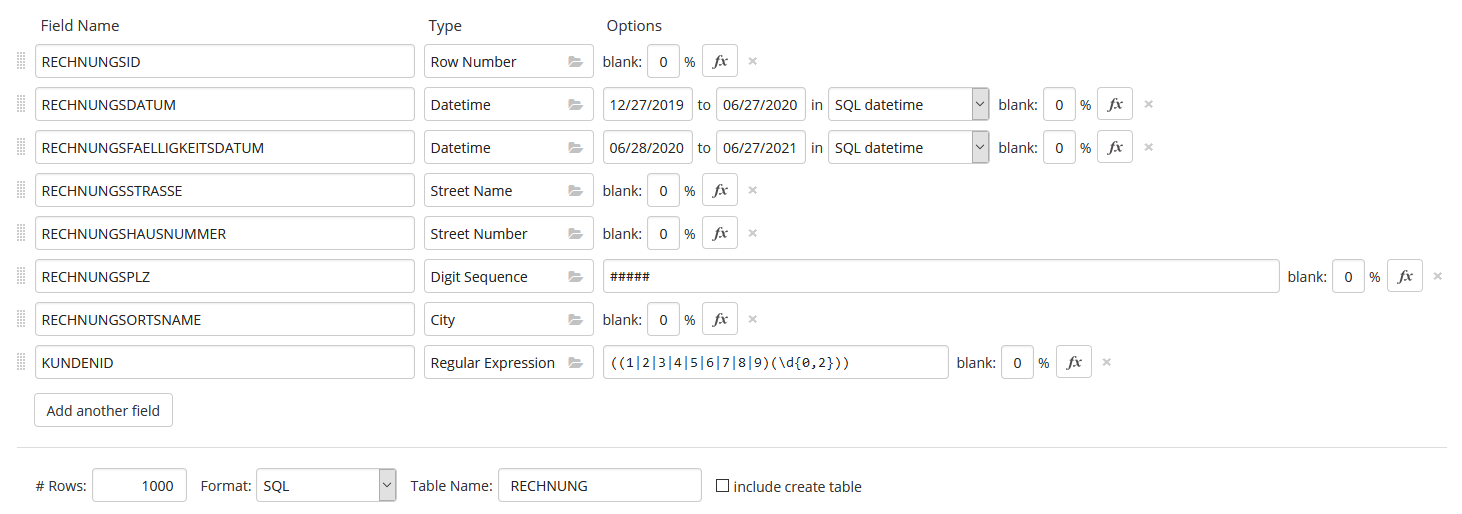 Field Name Type Options
RECHNUNGSID Row Number blank: 0 % fx ×
RECHNUNGSDATUM Datetime 12/27/2019 to 06/27/2020 in SQL datetime blank: 0 % fx ×
RECHNUNGSFAELLIGKEITSDATUM Datetime 06/28/2020 to 06/27/2021 in SQL datetime blank: 0 % fx ×
RECHNUNGSSTRASSE Street Name blank: 0 % fx ×
RECHNUNGSHAUSNUMMER Street Number blank: 0 % fx ×
RECHNUNGSPLZ Digit Sequence ##### blank: 0 % fx ×
RECHNUNGSORTSNAME City blank: 0 % fx ×
KUNDENID Regular Expression ((1|2|3|4|5|6|7|8|9)(\d{0,2})) blank: 0 % fx ×
Add another field
# Rows: 1000 Format: SQL Table Name: RECHNUNG include create table